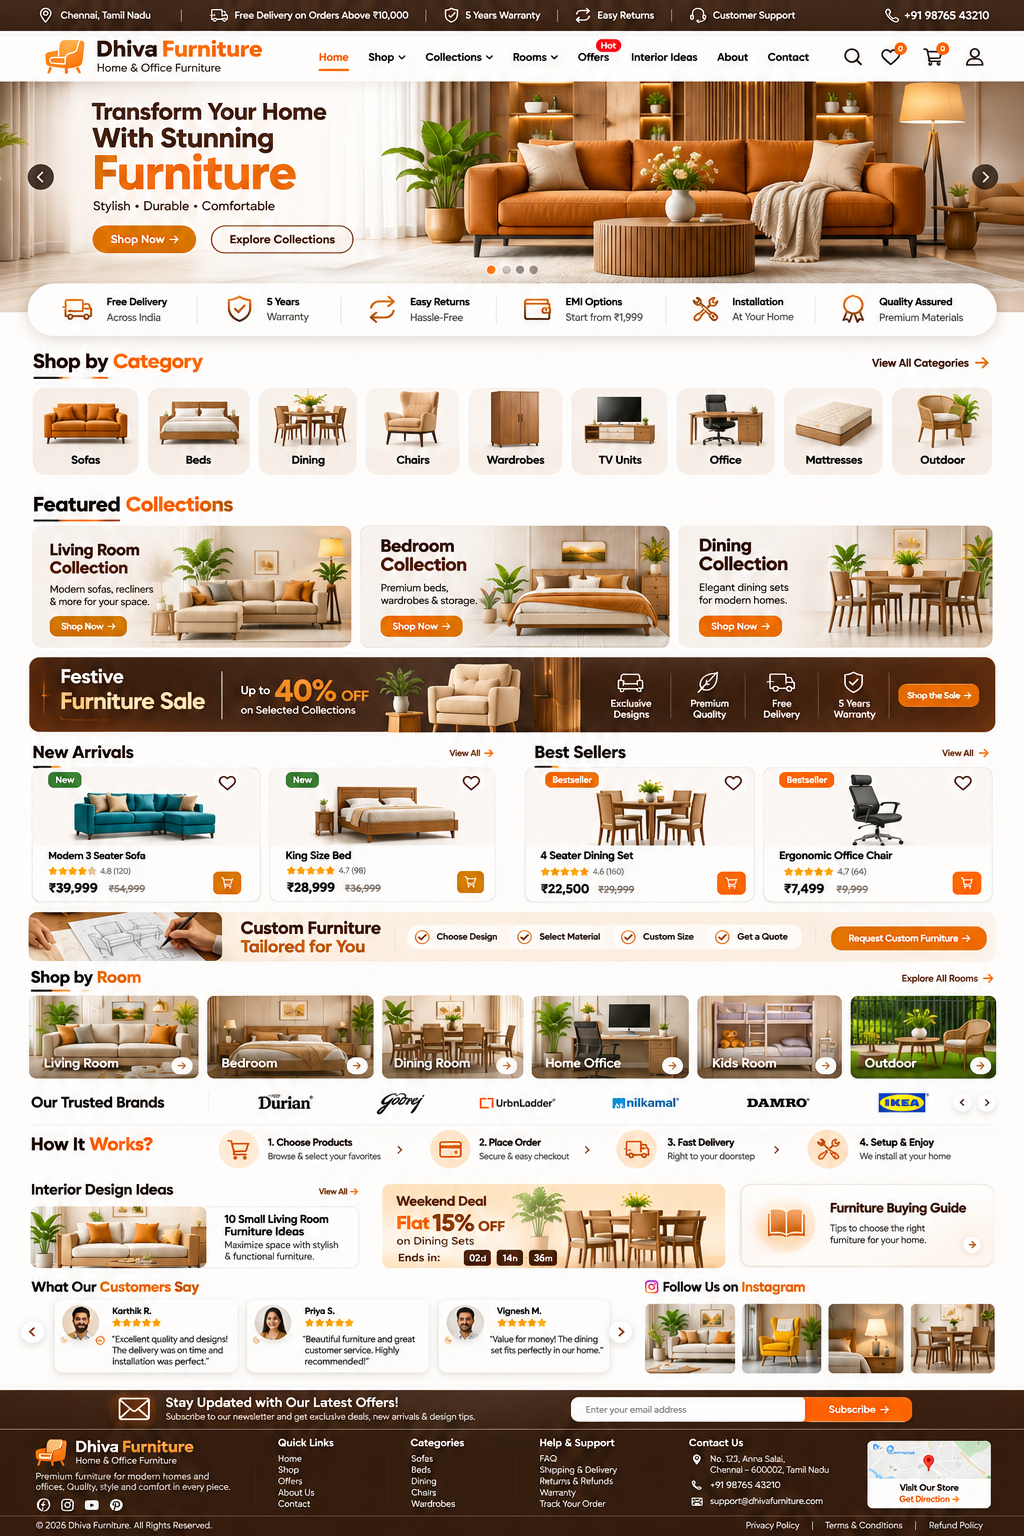 Chennai, Tamil Nadu
Free Delivery on Orders Above ₹10,000
5 Years Warranty
Easy Returns
Customer Support
+91 98765 43210
Dhiva Furniture
Home & Office Furniture
Home
Shop
Collections
Rooms
Hot
Offers
Interior Ideas
About
Contact
0
0
Transform Your Home
With Stunning
Furniture
Stylish • Durable • Comfortable
Shop Now →
Explore Collections
Free Delivery
Across India
5 Years
Warranty
Easy Returns
Hassle-Free
EMI Options
Start from ₹1,999
Installation
At Your Home
Quality Assured
Premium Materials
Shop by Category
View All Categories →
Sofas
Beds
Dining
Chairs
Wardrobes
TV Units
Office
Mattresses
Outdoor
Featured Collections
Living Room
Collection
Modern sofas, recliners
& more for your space.
Shop Now →
Bedroom
Collection
Premium beds,
wardrobes & storage.
Shop Now →
Dining
Collection
Elegant dining sets
for modern homes.
Shop Now →
Festive
Furniture Sale
Up to 40% OFF
on Selected Collections
Exclusive
Designs
Premium
Quality
Free
Delivery
5 Years
Warranty
Shop the Sale →
New Arrivals
View All →
New
Modern 3 Seater Sofa
4.8 (120)
₹39,999 ₹54,999
New
King Size Bed
4.7 (98)
₹28,999 ₹36,999
Best Sellers
View All →
Bestseller
4 Seater Dining Set
4.6 (160)
₹22,500 ₹29,999
Bestseller
Ergonomic Office Chair
4.7 (64)
₹7,499 ₹9,999
Custom Furniture
Tailored for You
Choose Design
Select Material
Custom Size
Get a Quote
Request Custom Furniture →
Shop by Room
Explore All Rooms →
Living Room
Bedroom
Dining Room
Home Office
Kids Room
Outdoor
Our Trusted Brands
Durian
Godrej
UrbnLadder
nilkamal
DAMRO
IKEA
How It Works?
1. Choose Products
Browse & select your favorites
2. Place Order
Secure & easy checkout
3. Fast Delivery
Right to your doorstep
4. Setup & Enjoy
We install at your home
Interior Design Ideas
View All →
10 Small Living Room
Furniture Ideas
Maximize space with stylish
& functional furniture.
Weekend Deal
Flat 15% OFF
on Dining Sets
Ends in: 02d 14h 36m
Furniture Buying Guide
Tips to choose the right
furniture for your home.
What Our Customers Say
Karthik R.
"Excellent quality and designs!
The delivery was on time and
installation was perfect."
Priya S.
"Beautiful furniture and great
customer service. Highly
recommended!"
Vignesh M.
"Value for money! The dining
set fits perfectly in our home."
Follow Us on Instagram
Stay Updated with Our Latest Offers!
Subscribe to our newsletter and get exclusive deals, new arrivals & design tips.
Enter your email address
Subscribe →
Dhiva Furniture
Home & Office Furniture
Premium furniture for modern homes and
offices, Quality, style and comfort in every piece.
Quick Links
Home
Shop
Offers
About Us
Contact
Categories
Sofas
Beds
Dining
Chairs
Wardrobes
Help & Support
FAQ
Shipping & Delivery
Returns & Refunds
Warranty
Track Your Order
Contact Us
No. 123, Anna Salai,
Chennai – 600002, Tamil Nadu
+91 98765 43210
support@dhivafurniture.com
Visit Our Store
Get Direction →
© 2026 Dhiva Furniture. All Rights Reserved.
Privacy Policy | Terms & Conditions | Refund Policy